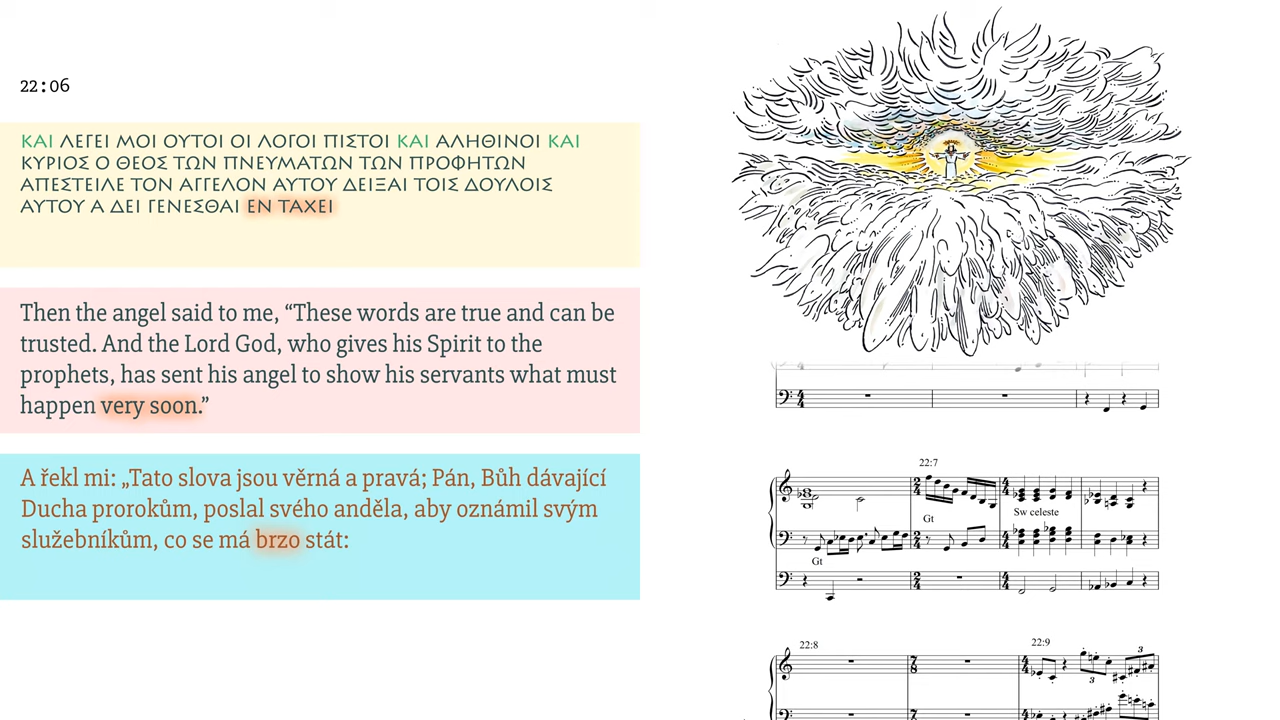 22:06
ΚΑΙ ΛΕΓΕΙ ΜΟΙ ΟΥΤΟΙ ΟΙ ΛΟΓΟΙ ΠΙΣΤΟΙ ΚΑΙ ΑΛΗΘΙΝΟΙ ΚΑΙ
ΚΥΡΙΟΣ Ο ΘΕΟΣ ΤΩΝ ΠΝΕΥΜΑΤΩΝ ΤΩΝ ΠΡΟΦΗΤΩΝ
ΑΠΕΣΤΕΙΛΕ ΤΟΝ ΑΓΓΕΛΟΝ ΑΥΤΟΥ ΔΕΙΞΑΙ ΤΟΙΣ ΔΟΥΛΟΙΣ
ΑΥΤΟΥ Α ΔΕΙ ΓΕΝΕΣΘΑΙ ΕΝ ΤΑΧΕΙ
Then the angel said to me, “These words are true and can be
trusted. And the Lord God, who gives his Spirit to the
prophets, has sent his angel to show his servants what must
happen very soon.”
A řekl mi: „Tato slova jsou věrná a pravá; Pán, Bůh dávající
Ducha prorokům, poslal svého anděla, aby oznámil svým
služebníkům, co se má brzo stát:
22:7
Gt
Sw celeste
Gt
22:8
22:9
3
3